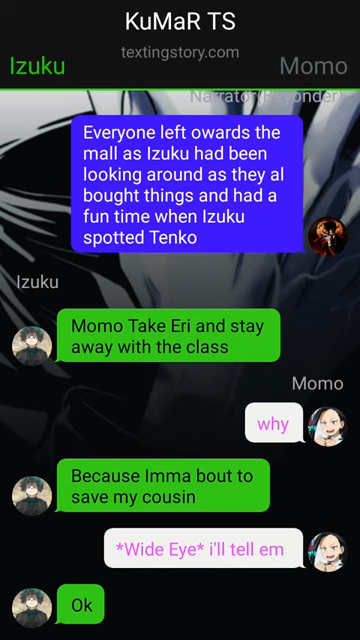 KuMaR TS
textingstory.com
Izuku
Momo
Narrator(Beyonder)
Everyone left owards the
mall as Izuku had been
looking around as they al
bought things and had a
fun time when Izuku
spotted Tenko
Izuku
Momo Take Eri and stay
away with the class
Momo
why
Because Imma bout to
save my cousin
*Wide Eye* i'll tell em
Ok